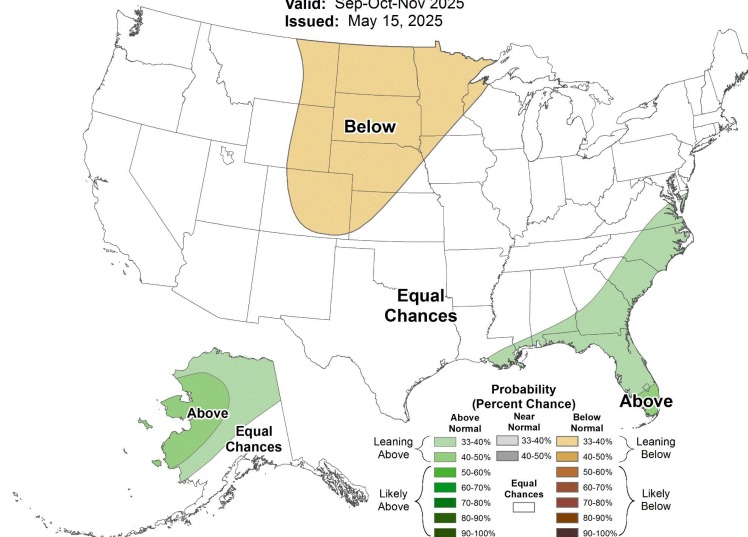 Valid: Sep-Oct-Nov 2025
Issued: May 15, 2025
Below
Equal
Chances
Above
Above
Equal
Chances
Probability
(Percent Chance)
Above
Normal
Near
Normal
Below
Normal
Leaning
Above
33-40%
33-40%
33-40%
Leaning
Below
40-50%
40-50%
40-50%
Likely
Above
50-60%
60-70%
70-80%
80-90%
90-100%
Equal
Chances
50-60%
60-70%
70-80%
80-90%
90-100%
Likely
Below